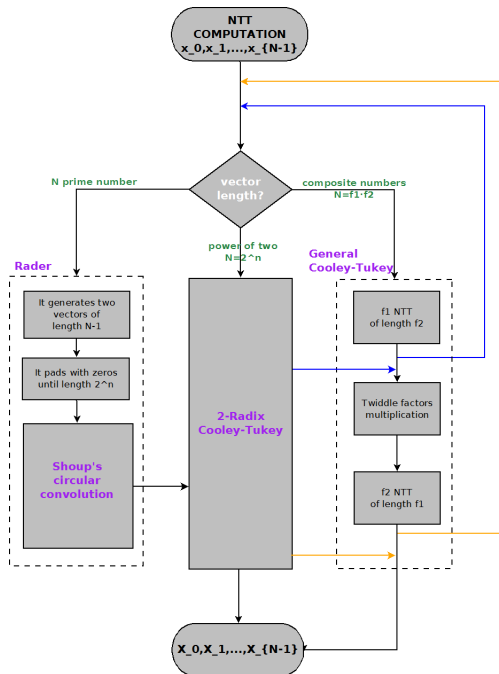 NTT
COMPUTATION
x_0,x_1,...,x_{N-1}
vector
length?
N prime number
composite numbers
N=f1·f2
power of two
N=2^n
Rader
It generates two
vectors of
length N-1
It pads with zeros
until length 2^n
Shoup's
circular
convolution
2-Radix
Cooley-Tukey
General
Cooley-Tukey
f1 NTT
of length f2
Twiddle factors
multiplication
f2 NTT
of length f1
X_0,X_1,...,X_{N-1}